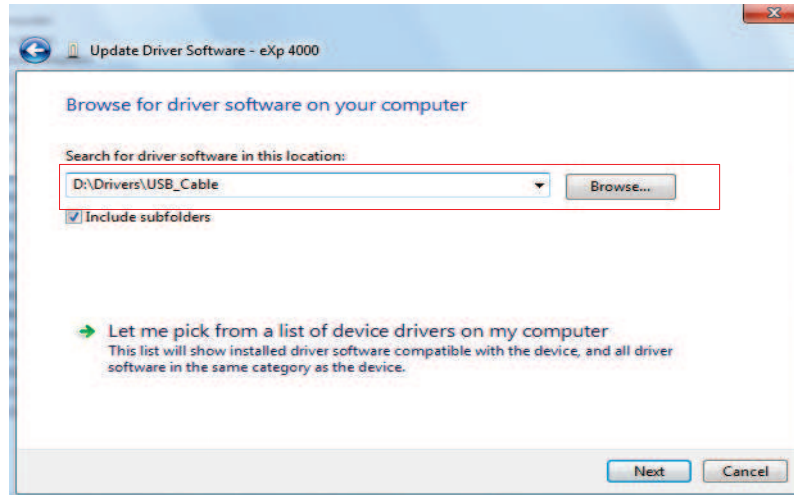 Update Driver Software - eXp 4000
Browse for driver software on your computer
Search for driver software in this location:
D:\Drivers\USB_Cable
Browse...
Include subfolders
Let me pick from a list of device drivers on my computer
This list will show installed driver software compatible with the device, and all driver
software in the same category as the device.
Next
Cancel